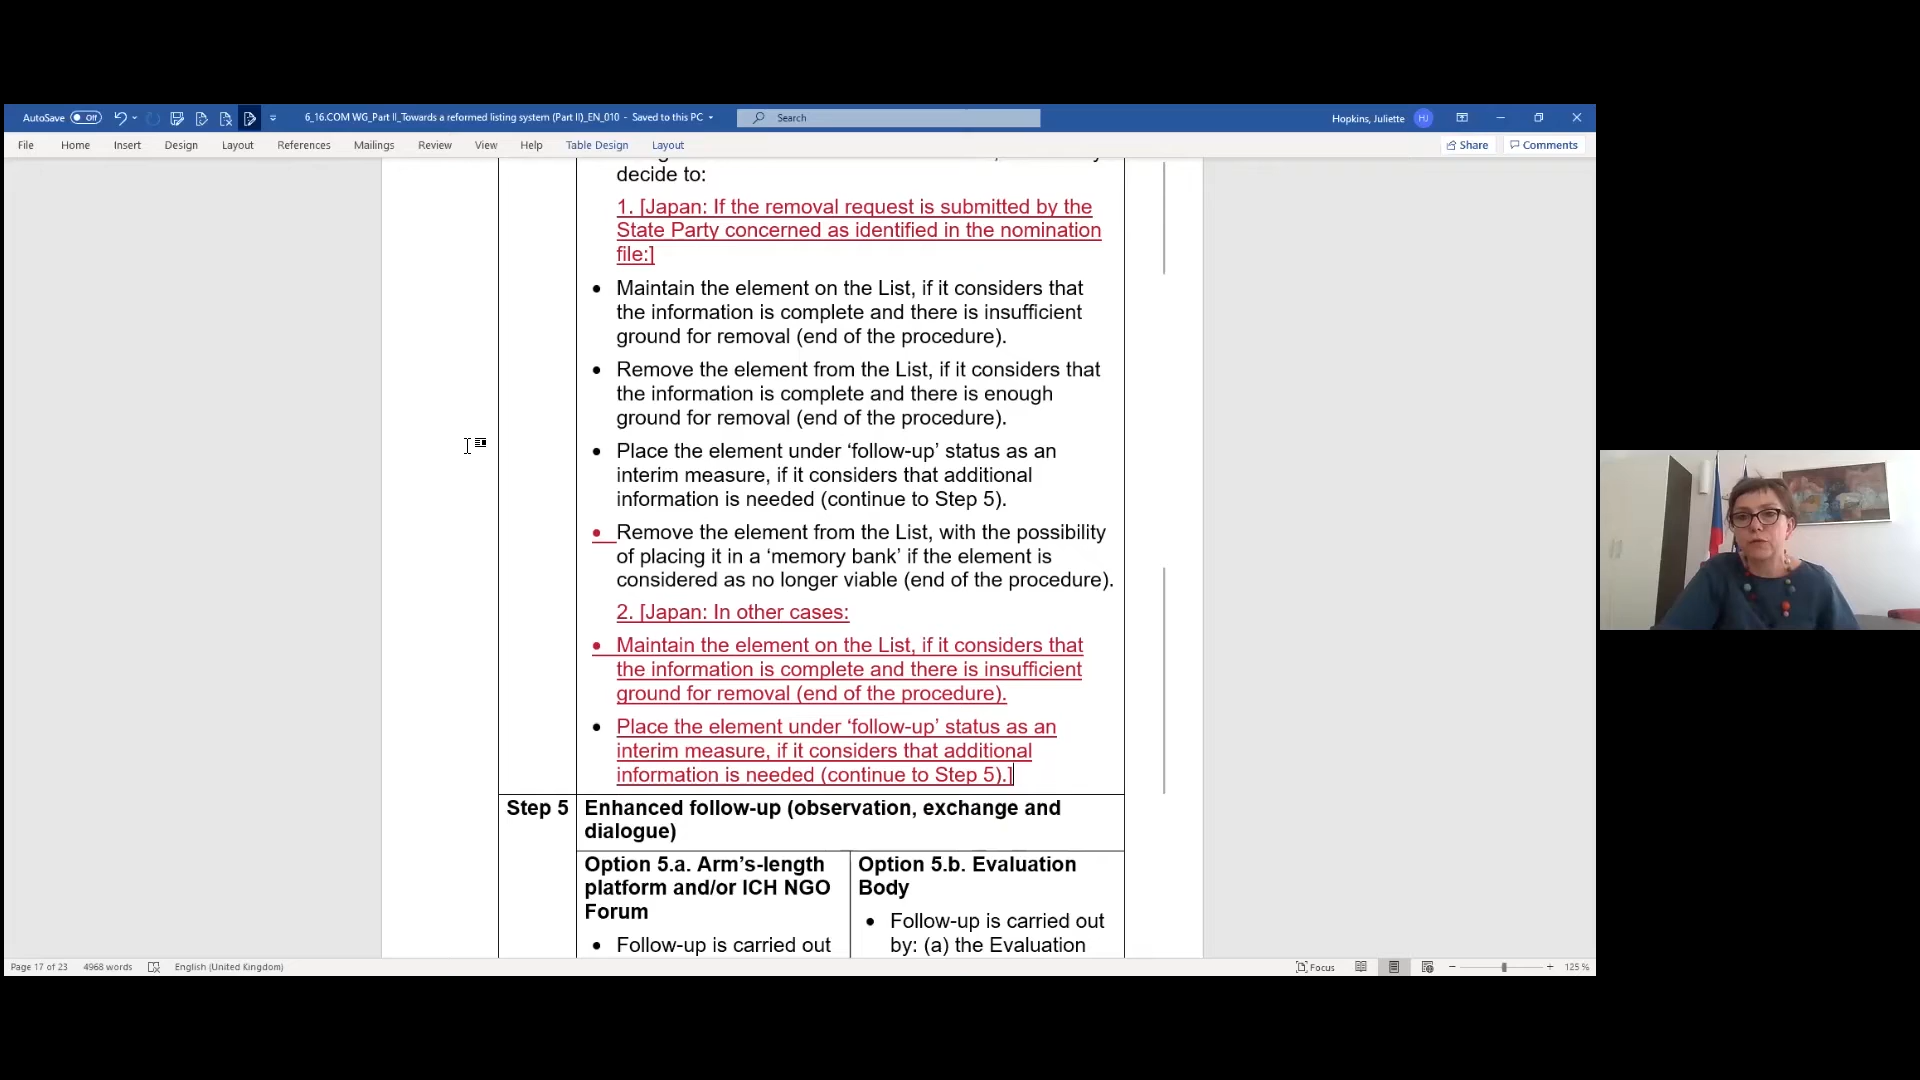 AutoSave Off
6_16.COM WG_Part II_Towards a reformed listing system (Part II)_EN_010 - Saved to this PC
Search
Hopkins, Juliette HJ
File Home Insert Design Layout References Mailings Review View Help Table Design Layout
Share Comments
decide to:
1. [Japan: If the removal request is submitted by the
State Party concerned as identified in the nomination
file:]
• Maintain the element on the List, if it considers that
the information is complete and there is insufficient
ground for removal (end of the procedure).
• Remove the element from the List, if it considers that
the information is complete and there is enough
ground for removal (end of the procedure).
• Place the element under ‘follow-up’ status as an
interim measure, if it considers that additional
information is needed (continue to Step 5).
• Remove the element from the List, with the possibility
of placing it in a ‘memory bank’ if the element is
considered as no longer viable (end of the procedure).
2. [Japan: In other cases:
• Maintain the element on the List, if it considers that
the information is complete and there is insufficient
ground for removal (end of the procedure).
• Place the element under ‘follow-up’ status as an
interim measure, if it considers that additional
information is needed (continue to Step 5).]
Step 5
Enhanced follow-up (observation, exchange and
dialogue)
Option 5.a. Arm’s-length
platform and/or ICH NGO
Forum
• Follow-up is carried out
Option 5.b. Evaluation
Body
• Follow-up is carried out
by: (a) the Evaluation
Page 17 of 23 4968 words English (United Kingdom)
Focus 125 %